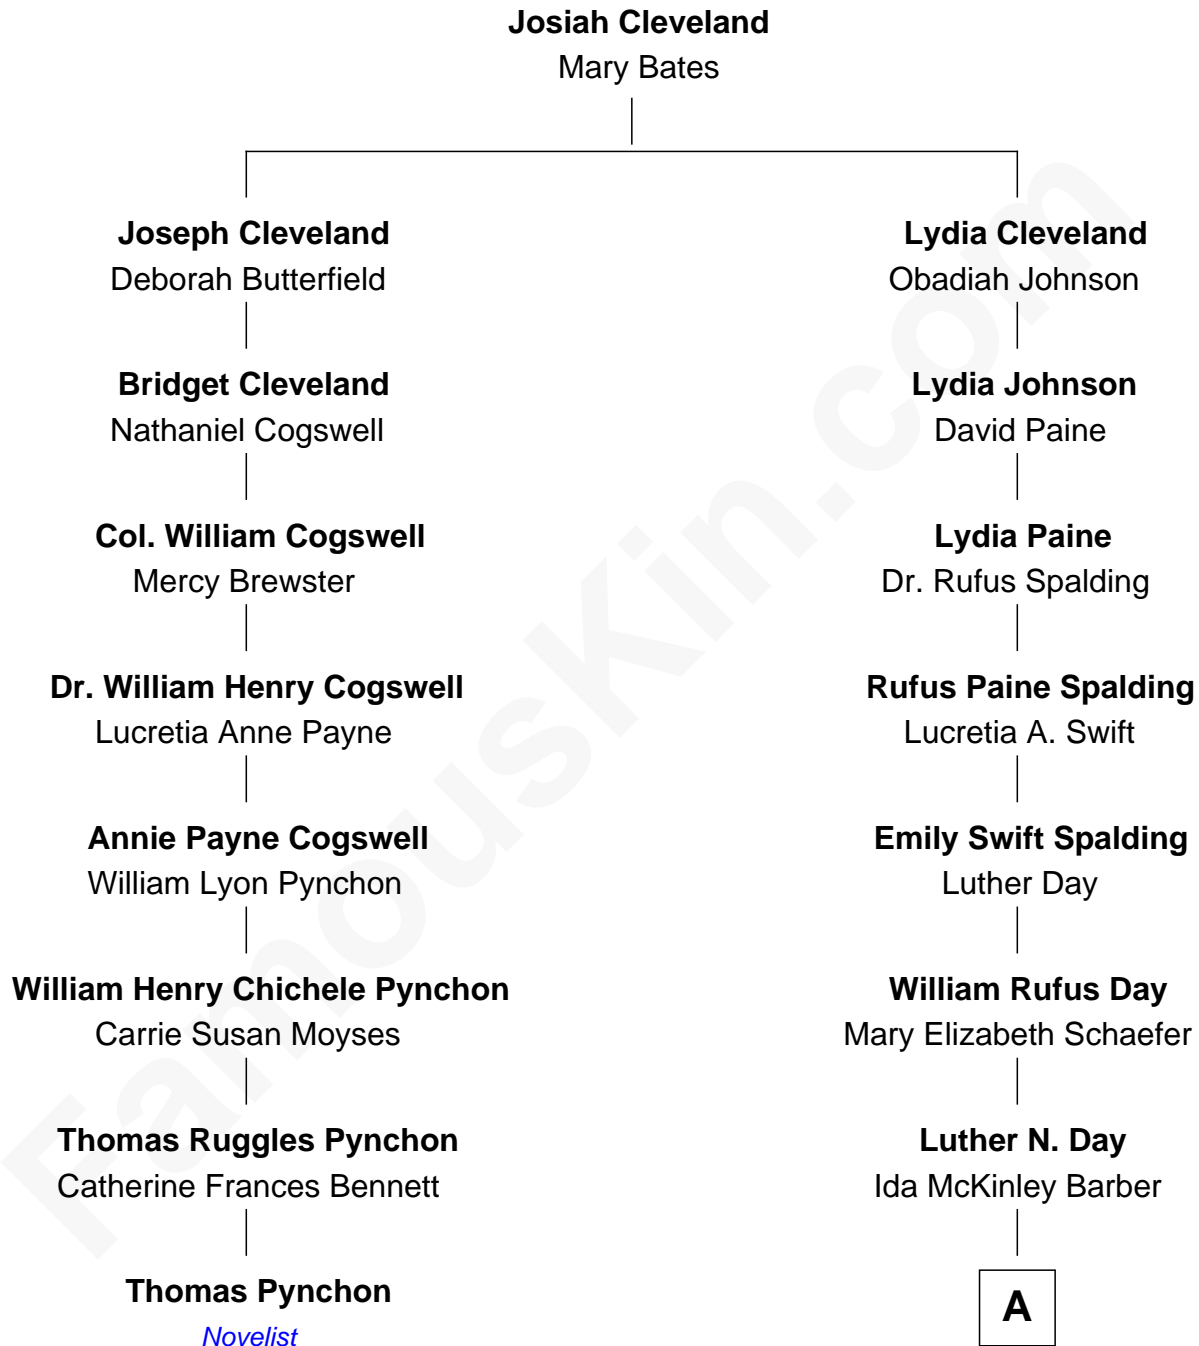 Josiah Cleveland
Mary Bates
Joseph Cleveland
Deborah Butterfield
Lydia Cleveland
Obadiah Johnson
Bridget Cleveland
Nathaniel Cogswell
Lydia Johnson
David Paine
Col. William Cogswell
Mercy Brewster
Lydia Paine
Dr. Rufus Spalding
Dr. William Henry Cogswell
Lucretia Anne Payne
Rufus Paine Spalding
Lucretia A. Swift
Annie Payne Cogswell
William Lyon Pynchon
Emily Swift Spalding
Luther Day
William Henry Chichele Pynchon
Carrie Susan Moyses
William Rufus Day
Mary Elizabeth Schaefer
Thomas Ruggles Pynchon
Catherine Frances Bennett
Luther N. Day
Ida McKinley Barber
Thomas Pynchon
Novelist
A
FamousKin.com